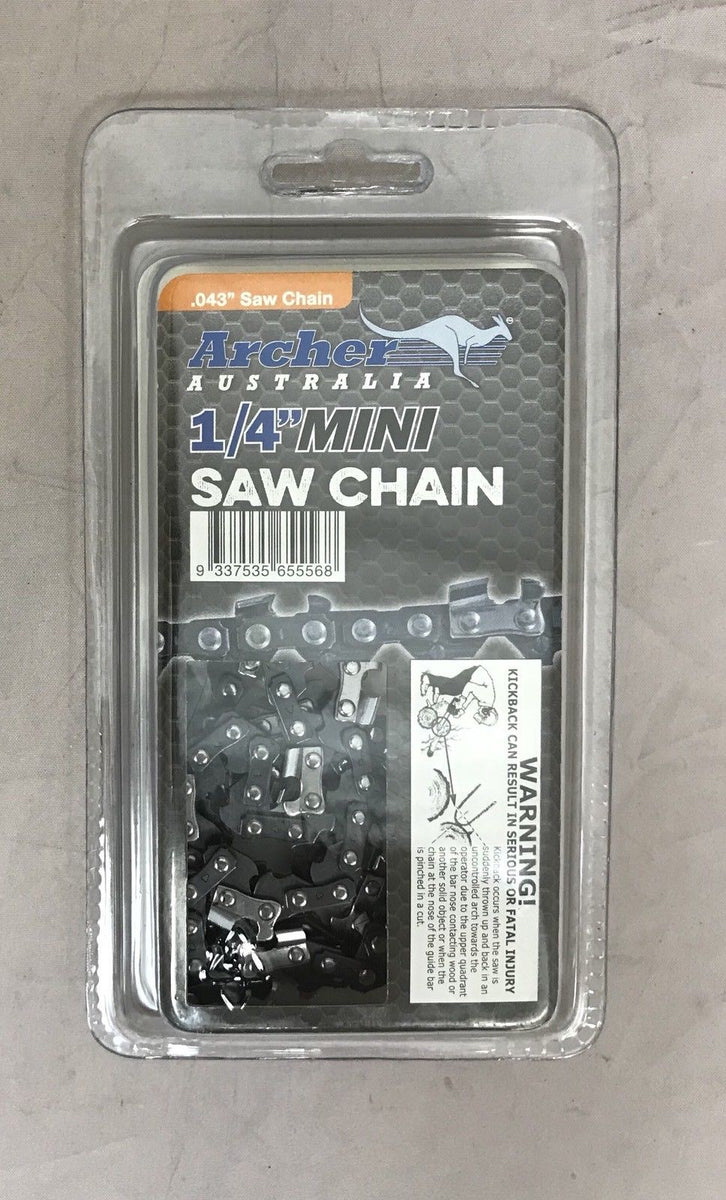 .043” Saw Chain
Archer ®
AUSTRALIA
1/4” MINI
SAW CHAIN
9 337535 655568
WARNING!
KICKBACK CAN RESULT IN SERIOUS OR FATAL INJURY
Kickback occurs when the saw is
suddenly thrown up and back in an
uncontrolled arch towards the
operator due to the upper quadrant
of the bar nose contacting wood or
another solid object or when the
chain at the nose of the guide bar
is pinched in a cut.